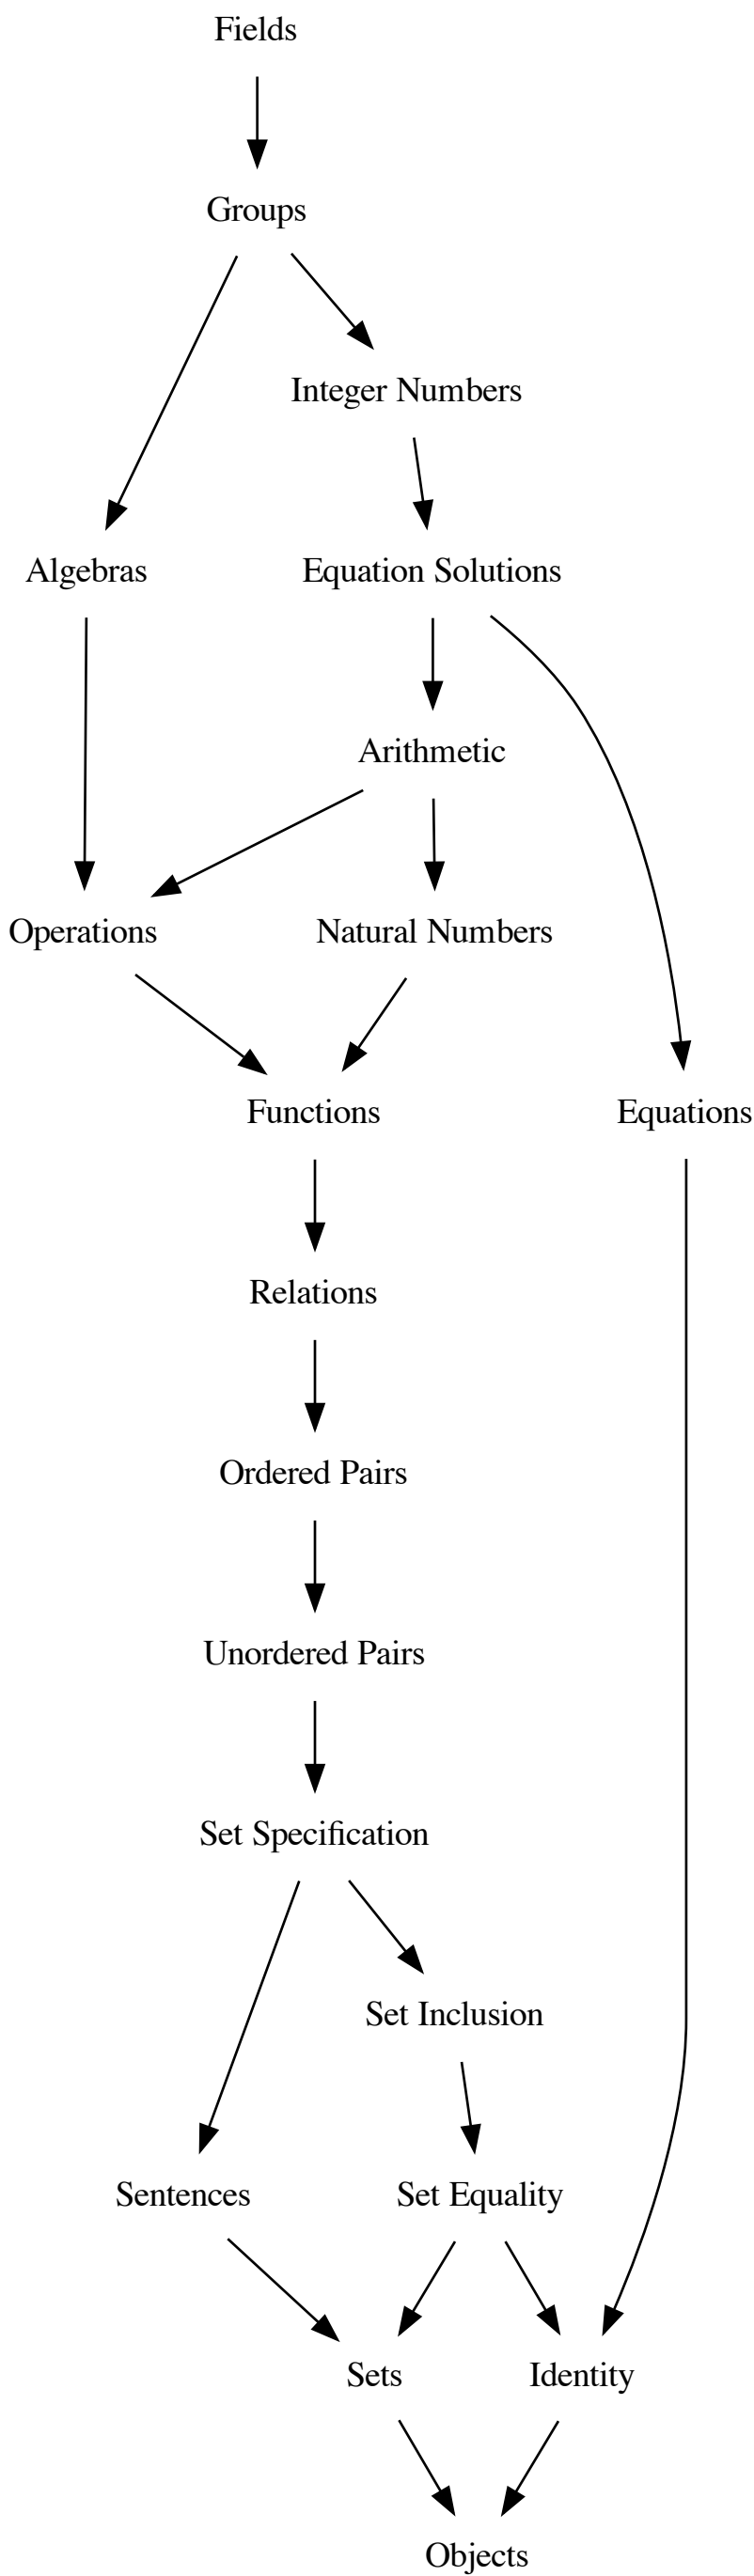 Fields
Groups
Integer Numbers
Algebras
Equation Solutions
Arithmetic
Operations
Natural Numbers
Functions
Equations
Relations
Ordered Pairs
Unordered Pairs
Set Specification
Set Inclusion
Sentences
Set Equality
Sets
Identity
Objects